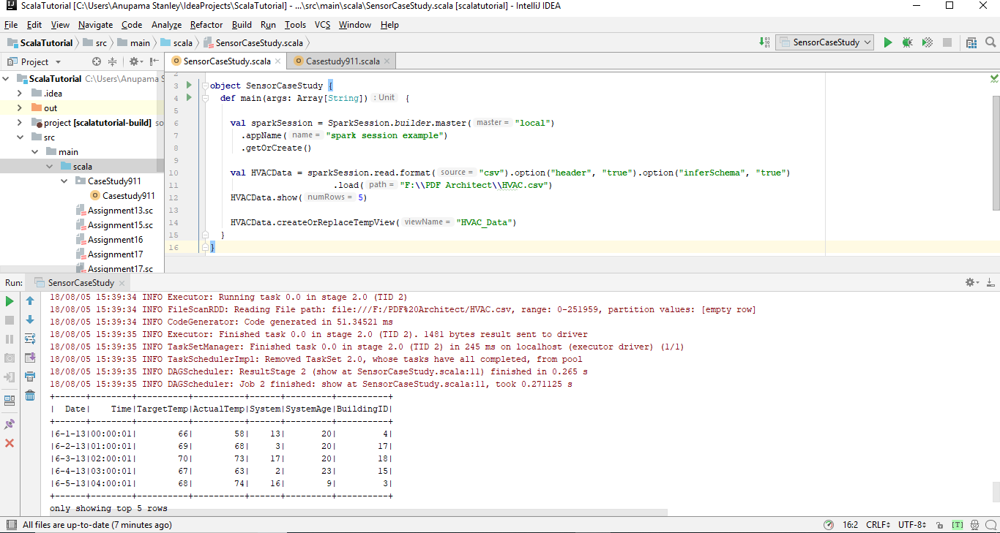 ScalaTutorial [C:\Users\Anupama Stanley\IdeaProjects\ScalaTutorial] - ...\src\main\scala\SensorCaseStudy.scala [scalatutorial] - IntelliJ IDEA
File Edit View Navigate Code Analyze Refactor Build Run Tools VCS Window Help
ScalaTutorial src main scala SensorCaseStudy.scala SensorCaseStudy
Project SensorCaseStudy.scala Casestudy911.scala
ScalaTutorial C:\Users\Anupama S
.idea
out
project [scalatutorial-build] so
src
main
scala
CaseStudy911
Casestudy911
Assignment13.sc
Assignment15.sc
Assignment16
Assignment17
Assignment17.sc
2
3 object SensorCaseStudy {
4 def main(args: Array[String]) : Unit {
5
6 val sparkSession = SparkSession.builder.master( master = "local")
7 .appName( name = "spark session example")
8 .getOrCreate()
9
10 val HVACData = sparkSession.read.format( source = "csv").option("header", "true").option("inferSchema", "true")
11 .load( path = "F:\\PDF Architect\\HVAC.csv")
12 HVACData.show( numRows = 5)
13
14 HVACData.createOrReplaceTempView( viewName = "HVAC_Data")
15 }
16 }
Run: SensorCaseStudy
18/08/05 15:39:34 INFO Executor: Running task 0.0 in stage 2.0 (TID 2)
18/08/05 15:39:34 INFO FileScanRDD: Reading File path: file:///F:/PDF%20Architect/HVAC.csv, range: 0-251959, partition values: [empty row]
18/08/05 15:39:34 INFO CodeGenerator: Code generated in 51.34521 ms
18/08/05 15:39:35 INFO Executor: Finished task 0.0 in stage 2.0 (TID 2). 1481 bytes result sent to driver
18/08/05 15:39:35 INFO TaskSetManager: Finished task 0.0 in stage 2.0 (TID 2) in 245 ms on localhost (executor driver) (1/1)
18/08/05 15:39:35 INFO TaskSchedulerImpl: Removed TaskSet 2.0, whose tasks have all completed, from pool
18/08/05 15:39:35 INFO DAGScheduler: ResultStage 2 (show at SensorCaseStudy.scala:11) finished in 0.265 s
18/08/05 15:39:35 INFO DAGScheduler: Job 2 finished: show at SensorCaseStudy.scala:11, took 0.271125 s
+------+--------+----------+----------+------+---------+----------+
|  Date|    Time|TargetTemp|ActualTemp|System|SystemAge|BuildingID|
+------+--------+----------+----------+------+---------+----------+
|6-1-13|00:00:01|        66|        58|    13|       20|         4|
|6-2-13|01:00:01|        69|        68|     3|       20|        17|
|6-3-13|02:00:01|        70|        73|    17|       20|        18|
|6-4-13|03:00:01|        67|        63|     2|       23|        15|
|6-5-13|04:00:01|        68|        74|    16|        9|         3|
+------+--------+----------+----------+------+---------+----------+
only showing top 5 rows
All files are up-to-date (7 minutes ago) 16:2 CRLF UTF-8 [T]